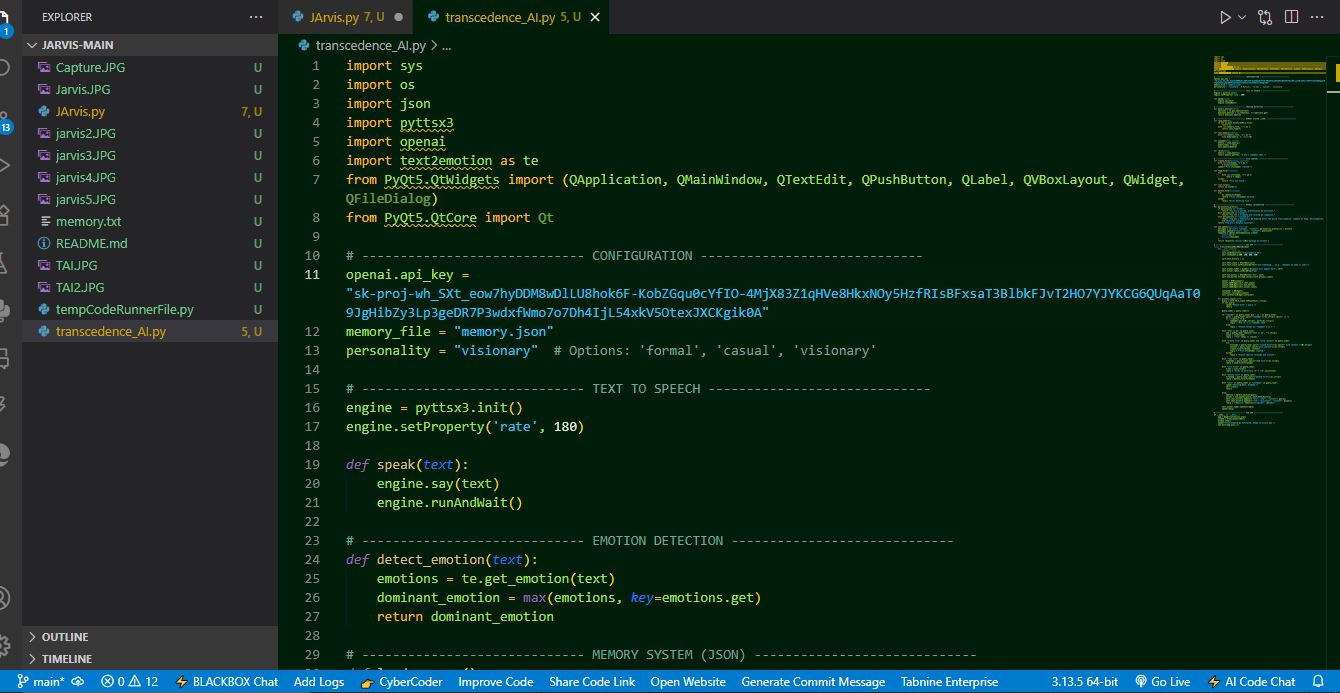 EXPLORER
JARVIS-MAIN
Capture.JPG U
Jarvis.JPG U
JArvis.py 7, U
jarvis2.JPG U
jarvis3.JPG U
jarvis4.JPG U
jarvis5.JPG U
memory.txt U
README.md U
TAI.JPG U
TAI2.JPG U
tempCodeRunnerFile.py U
transcedence_AI.py 5, U
OUTLINE
TIMELINE
1
13
JArvis.py 7, U
transcedence_AI.py 5, U
transcedence_AI.py > ...
1 import sys
2 import os
3 import json
4 import pyttsx3
5 import openai
6 import text2emotion as te
7 from PyQt5.QtWidgets import (QApplication, QMainWindow, QTextEdit, QPushButton, QLabel, QVBoxLayout, QWidget,
QFileDialog)
8 from PyQt5.QtCore import Qt
9
10 # ----------------------------- CONFIGURATION -----------------------------
11 openai.api_key =
12 memory_file = "memory.json"
13 personality = "visionary"  # Options: 'formal', 'casual', 'visionary'
14
15 # ----------------------------- TEXT TO SPEECH -----------------------------
16 engine = pyttsx3.init()
17 engine.setProperty('rate', 180)
18
19 def speak(text):
20     engine.say(text)
21     engine.runAndWait()
22
23 # ----------------------------- EMOTION DETECTION -----------------------------
24 def detect_emotion(text):
25     emotions = te.get_emotion(text)
26     dominant_emotion = max(emotions, key=emotions.get)
27     return dominant_emotion
28
29 # ----------------------------- MEMORY SYSTEM (JSON) -----------------------------
main* 0 12 BLACKBOX Chat Add Logs CyberCoder Improve Code Share Code Link Open Website Generate Commit Message Tabnine Enterprise 3.13.5 64-bit Go Live AI Code Chat